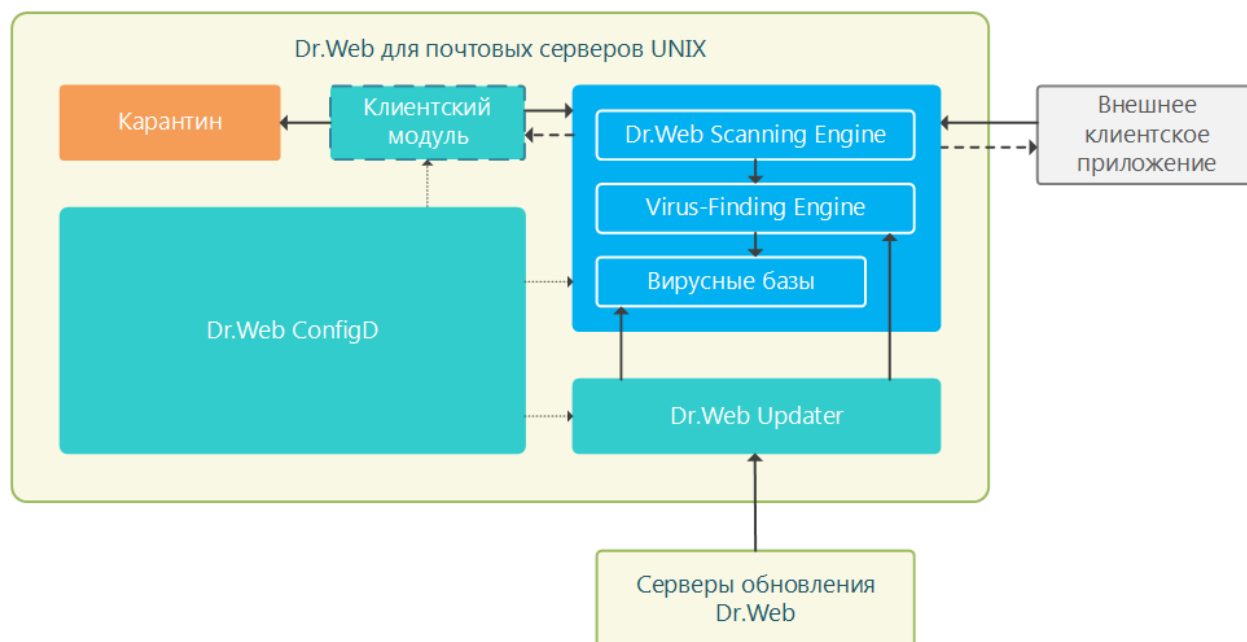 Dr.Web для почтовых серверов UNIX
Карантин
Клиентский
модуль
Dr.Web Scanning Engine
Virus-Finding Engine
Вирусные базы
Внешнее
клиентское
приложение
Dr.Web ConfigD
Dr.Web Updater
Серверы обновления
Dr.Web